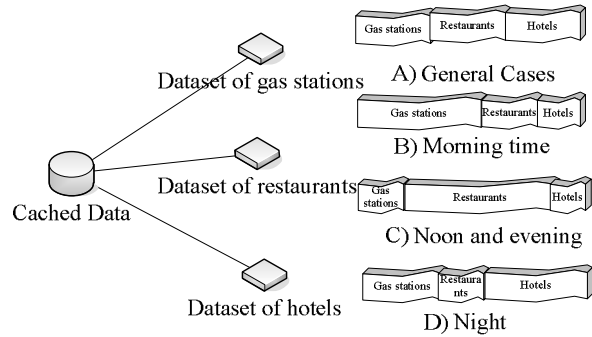 Cached Data
Dataset of gas stations
Dataset of restaurants
Dataset of hotels
Gas stations
Restaurants
Hotels
A) General Cases
Gas stations
Restaurants
Hotels
B) Morning time
Gas
stations
Restaurants
Hotels
C) Noon and evening
Gas stations
Restaura
nts
Hotels
D) Night